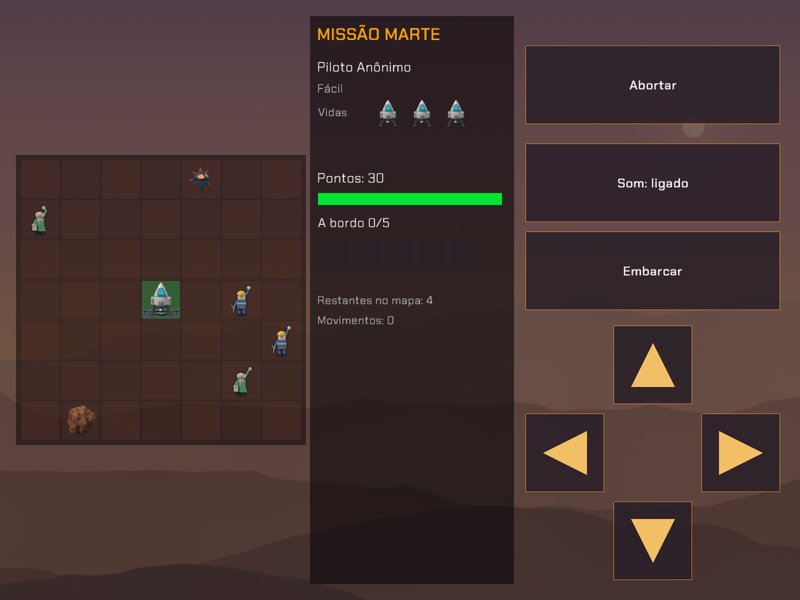 MISSÃO MARTE
Piloto Anônimo
Fácil
Vidas
Pontos: 30
A bordo 0/5
Restantes no mapa: 4
Movimentos: 0
Abortar
Som: ligado
Embarcar